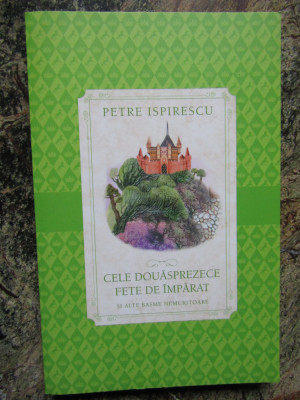 PETRE ISPIRESCU
CELE DOUĂSPREZECE
FETE DE ÎMPĂRAT
ȘI ALTE BASME NEMURITOARE